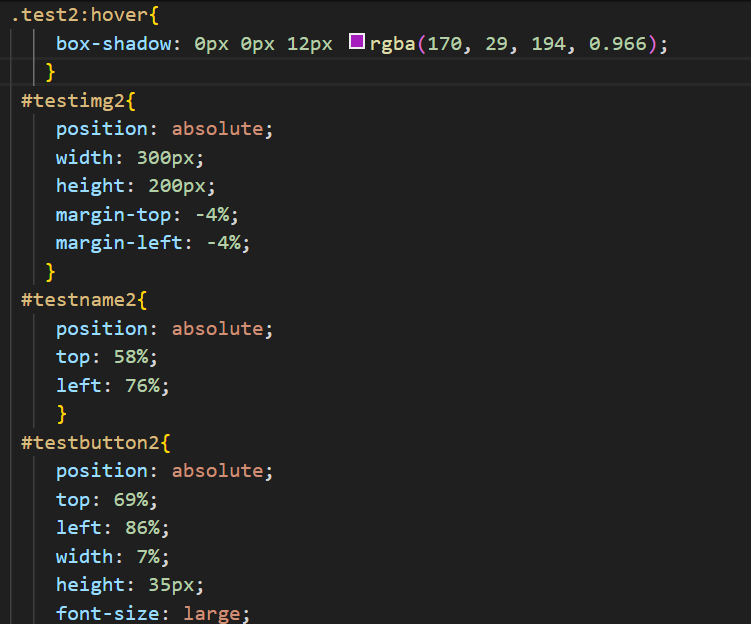 .test2:hover{
box-shadow: 0px 0px 12px rgba(170, 29, 194, 0.966);
}
#testimg2{
position: absolute;
width: 300px;
height: 200px;
margin-top: -4%;
margin-left: -4%;
}
#testname2{
position: absolute;
top: 58%;
left: 76%;
}
#testbutton2{
position: absolute;
top: 69%;
left: 86%;
width: 7%;
height: 35px;
font-size: large;